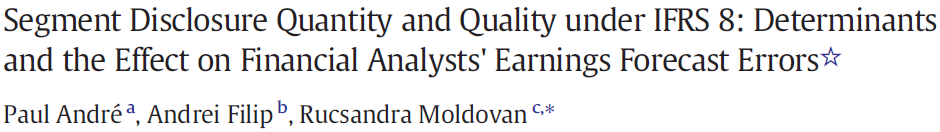 Segment Disclosure Quantity and Quality under IFRS 8: Determinants
and the Effect on Financial Analysts' Earnings Forecast Errors☆
Paul André a, Andrei Filip b, Rucsandra Moldovan c,*